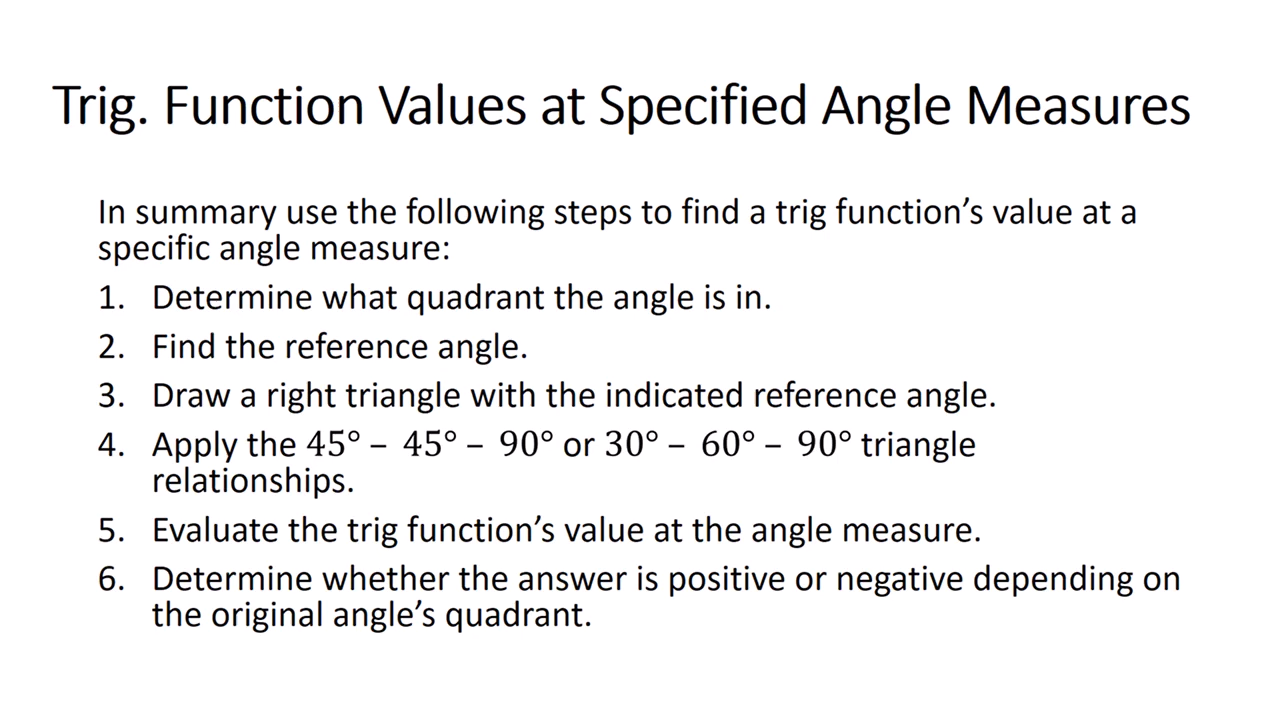 Trig. Function Values at Specified Angle Measures
In summary use the following steps to find a trig function’s value at a
specific angle measure:
1. Determine what quadrant the angle is in.
2. Find the reference angle.
3. Draw a right triangle with the indicated reference angle.
4. Apply the 45° – 45° – 90° or 30° – 60° – 90° triangle
relationships.
5. Evaluate the trig function’s value at the angle measure.
6. Determine whether the answer is positive or negative depending on
the original angle’s quadrant.